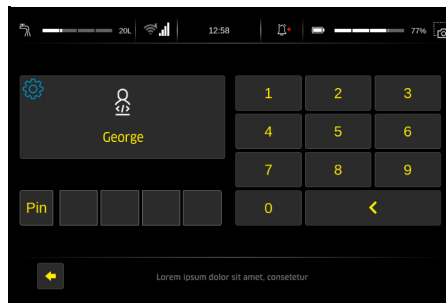 20L 12:58 77%
1 2 3
George
4 5 6
7 8 9
Pin 0
Lorem ipsum dolor sit amet, consetetur